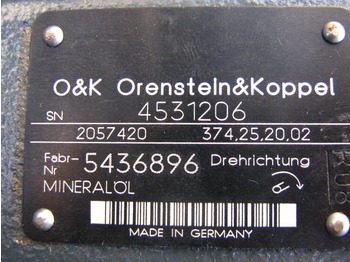 O&K Orenstein&Koppel
SN 4531206
2057420 374,25,20,02
Fabr-Nr 5436896 Drehrichtung
MINERALÖL
MADE IN GERMANY